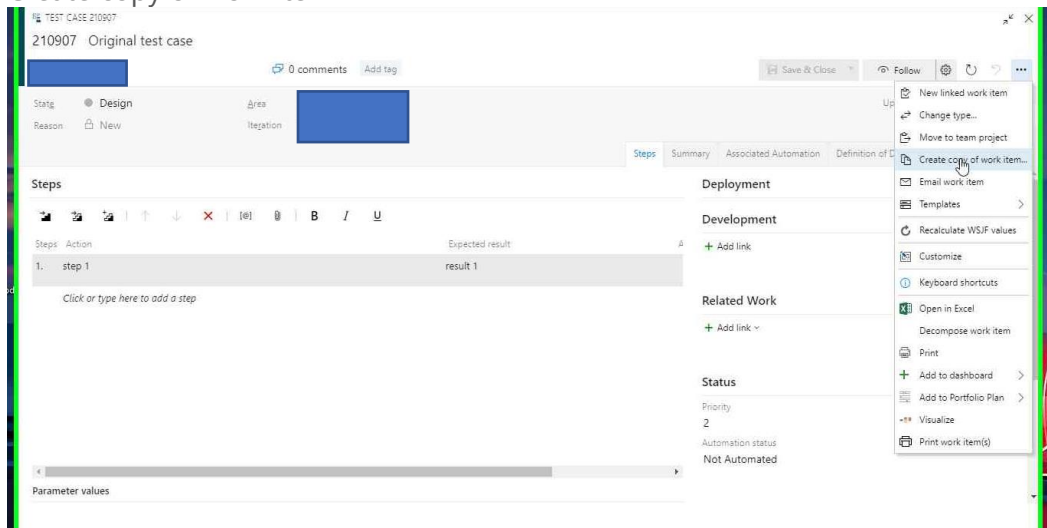 TEST CASE 210907
210907 Original test case
0 comments Add tag
Save & Close Follow
State Design Area Up
Reason New Iteration
Steps Summary Associated Automation Definition of D
New linked work item
Change type...
Move to team project
Create copy of work item...
Email work item
Templates
Recalculate WSJF values
Customize
Keyboard shortcuts
Open in Excel
Decompose work item
Print
Add to dashboard
Add to Portfolio Plan
Visualize
Print work item(s)
Steps
B I U
Steps Action Expected result A
1. step 1 result 1
Click or type here to add a step
Parameter values
Deployment
Development
+ Add link
Related Work
+ Add link
Status
Priority
2
Automation status
Not Automated